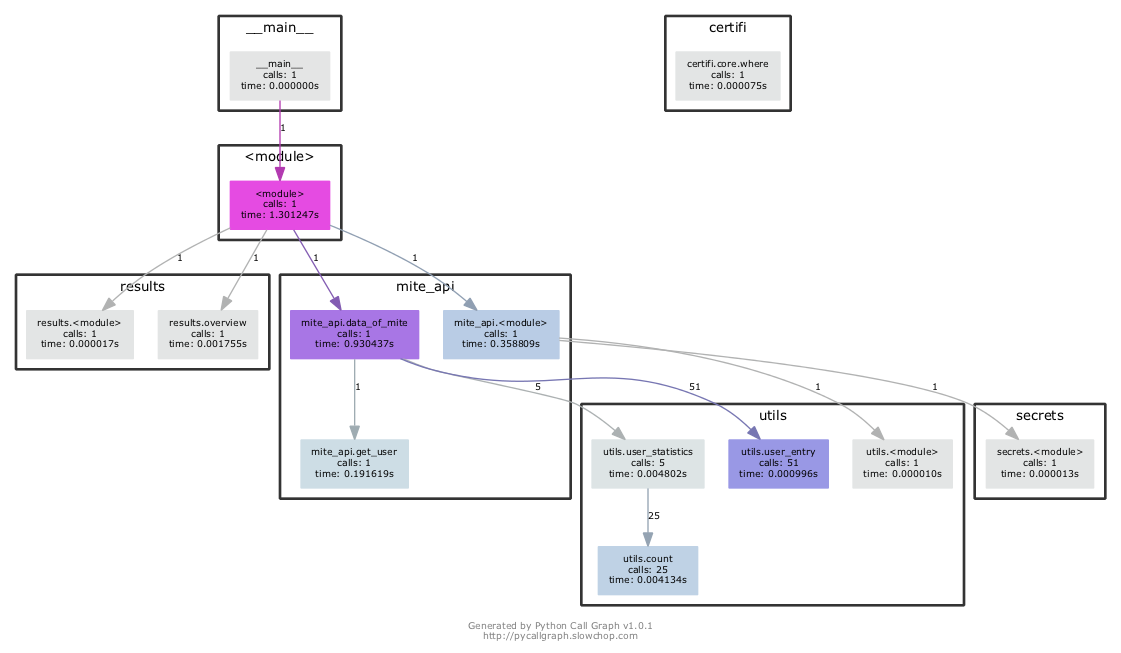 __main__
__main__
calls: 1
time: 0.000000s
certifi
certifi.core.where
calls: 1
time: 0.000075s
1
<module>
<module>
calls: 1
time: 1.301247s
1
1
1
1
results
results.<module>
calls: 1
time: 0.000017s
results.overview
calls: 1
time: 0.001755s
mite_api
mite_api.data_of_mite
calls: 1
time: 0.930437s
mite_api.<module>
calls: 1
time: 0.358809s
1
5
51
1
1
mite_api.get_user
calls: 1
time: 0.191619s
utils
utils.user_statistics
calls: 5
time: 0.004802s
utils.user_entry
calls: 51
time: 0.000996s
utils.<module>
calls: 1
time: 0.000010s
secrets
secrets.<module>
calls: 1
time: 0.000013s
25
utils.count
calls: 25
time: 0.004134s
Generated by Python Call Graph v1.0.1
http://pycallgraph.slowchop.com